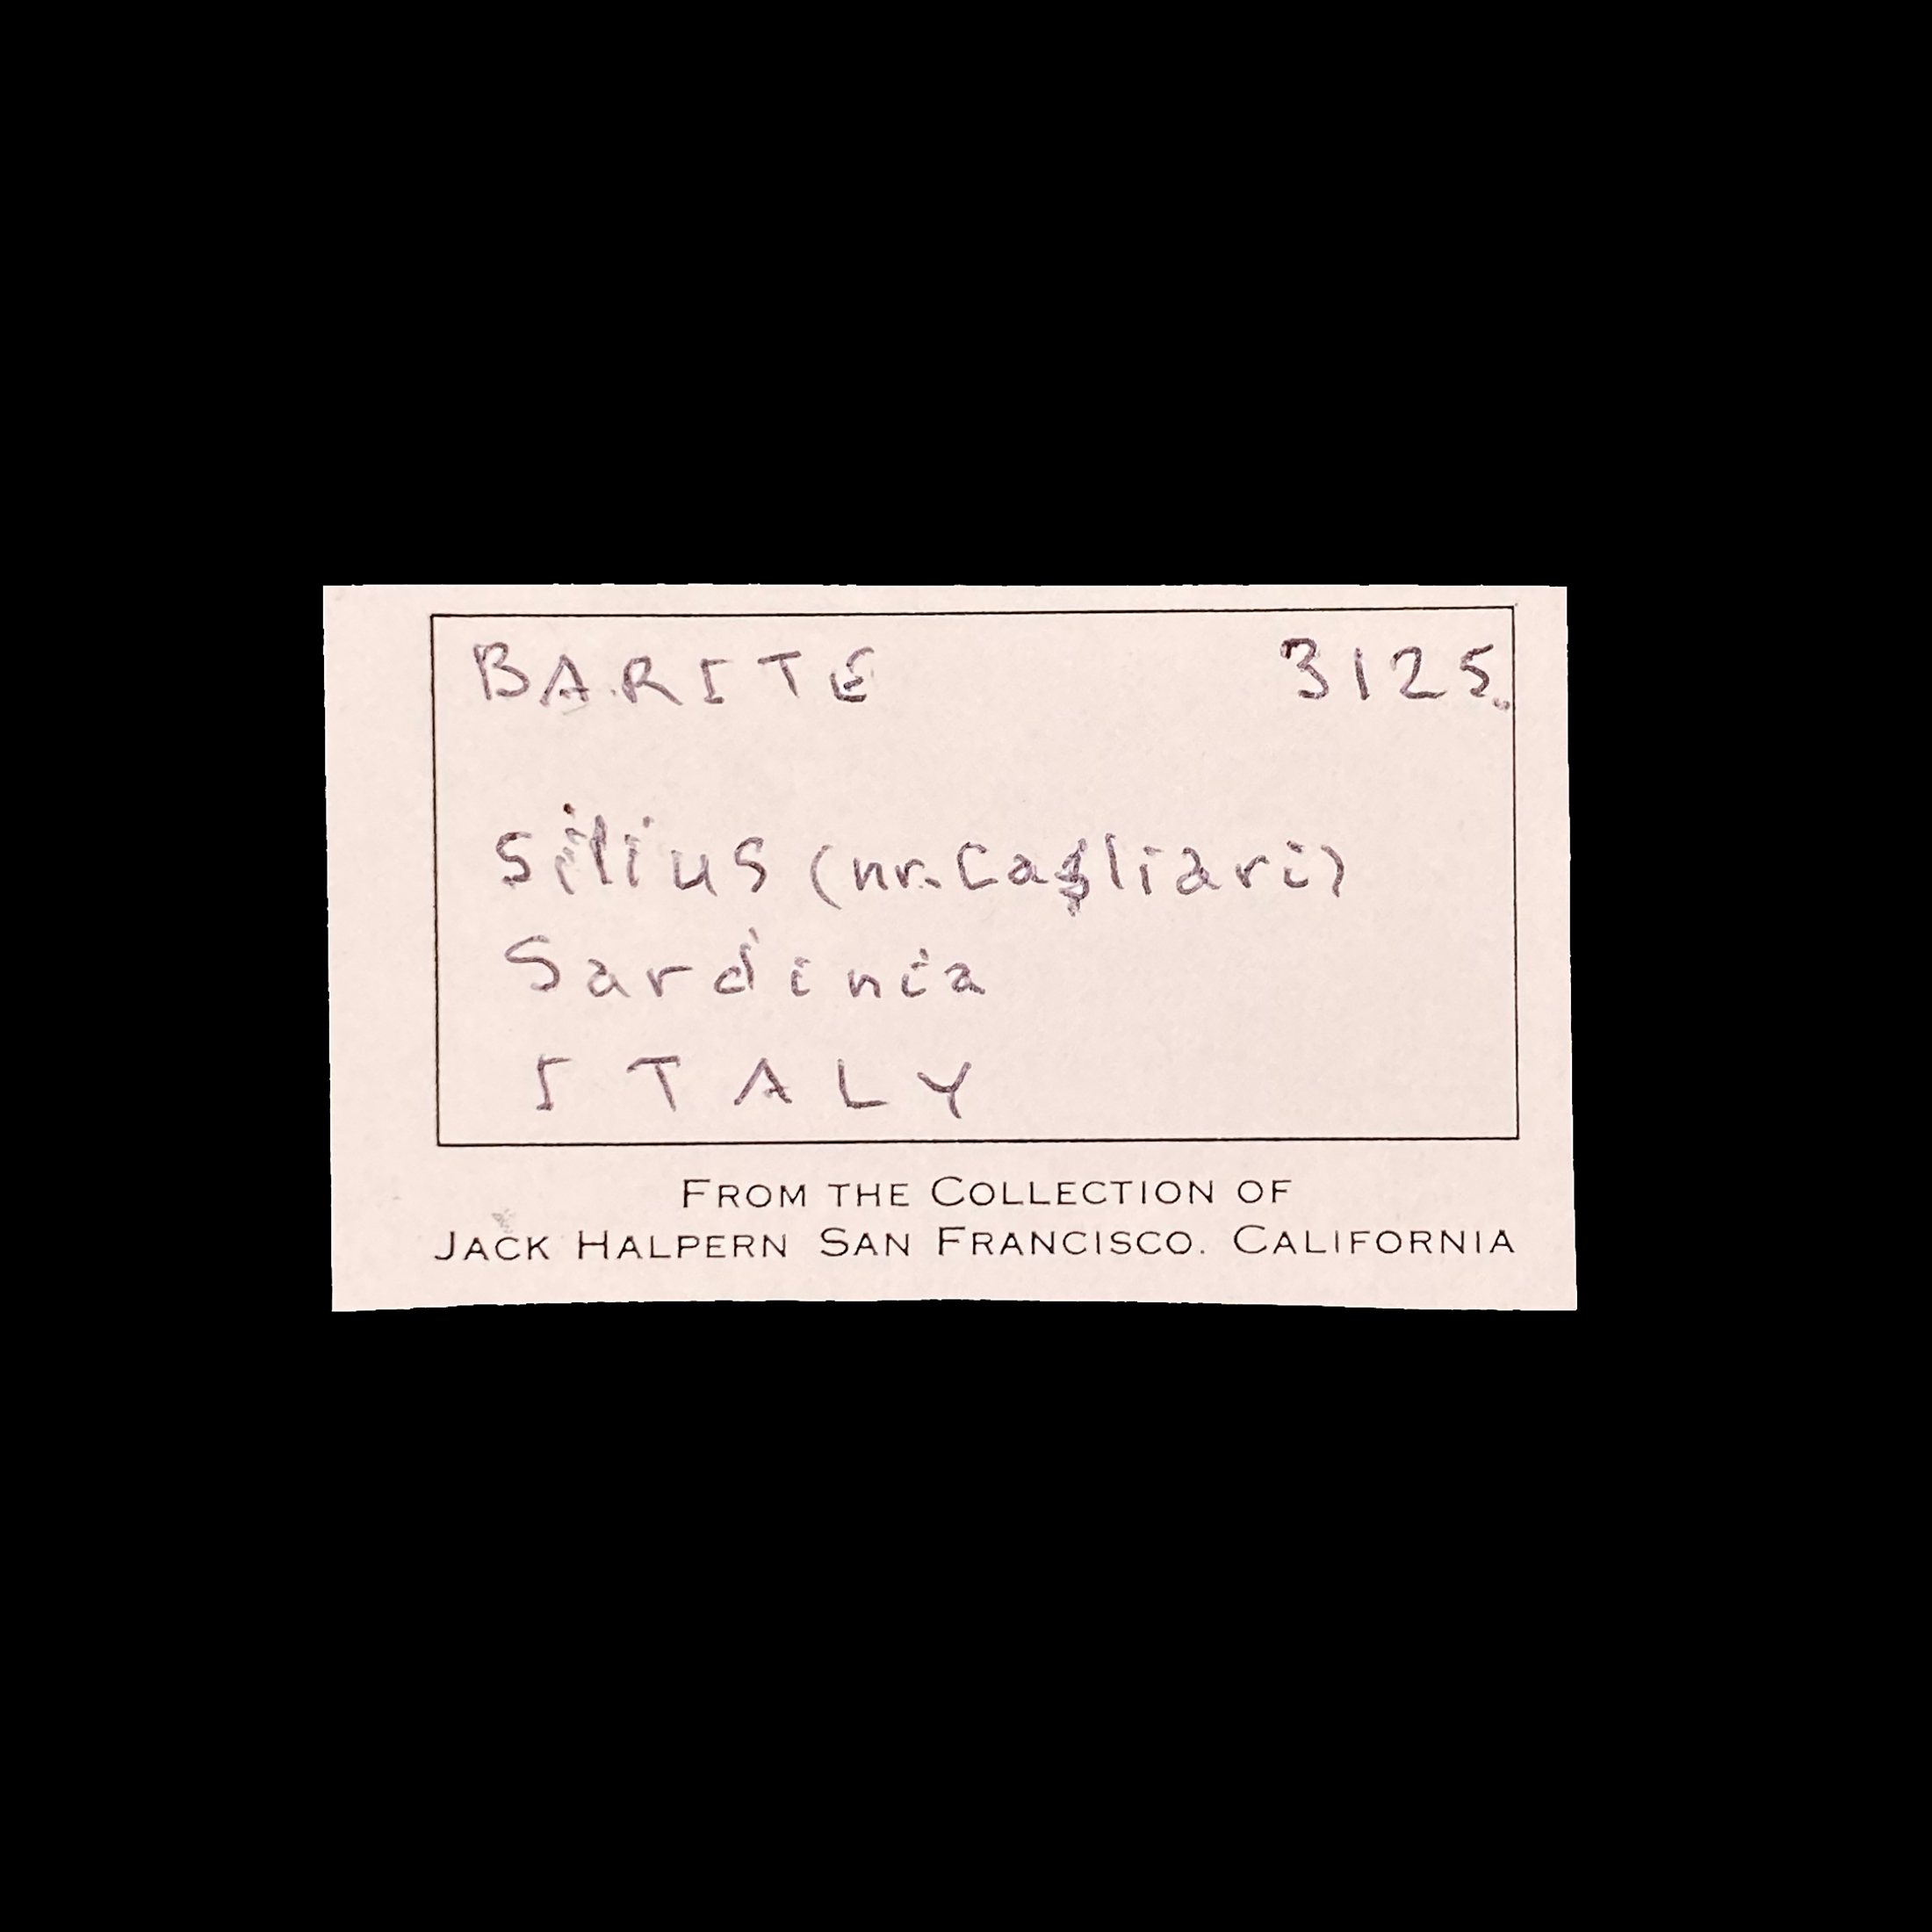 BARITE 3125.
Silius (nr. Cagliari)
Sardinia
ITALY
FROM THE COLLECTION OF
JACK HALPERN SAN FRANCISCO. CALIFORNIA